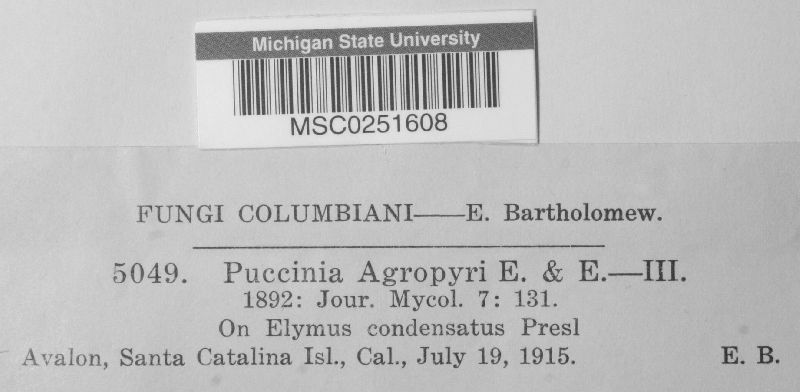 Michigan State University
MSC0251608
FUNGI COLUMBIANI——E. Bartholomew.
5049. Puccinia Agropyri E. & E.—III.
1892: Jour. Mycol. 7: 131.
On Elymus condensatus Presl
Avalon, Santa Catalina Isl., Cal., July 19, 1915. E. B.